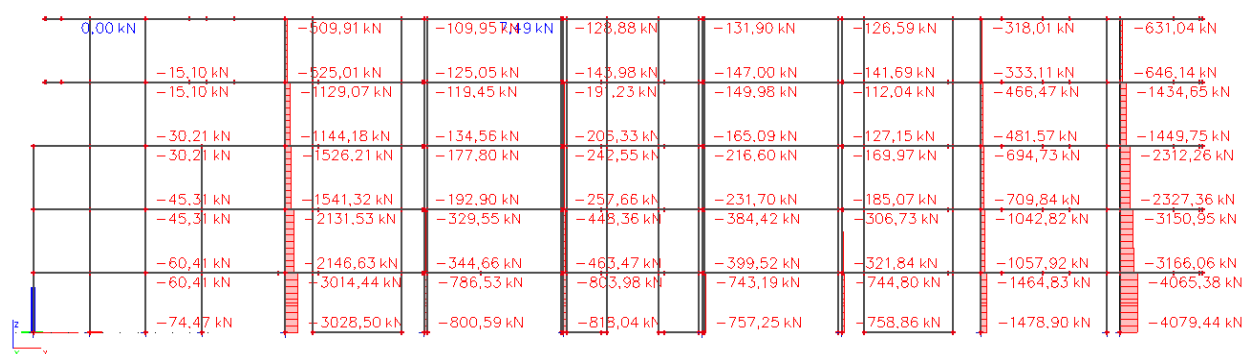 0,00 kN -509,91 kN -109,95 kN 7,49 kN -128,88 kN -131,90 kN -126,59 kN -318,01 kN -631,04 kN
-15,10 kN -525,01 kN -125,05 kN -143,98 kN -147,00 kN -141,69 kN -333,11 kN -646,14 kN
-15,10 kN -1129,07 kN -119,45 kN -191,23 kN -149,98 kN -112,04 kN -466,47 kN -1434,65 kN
-30,21 kN -1144,18 kN -134,56 kN -206,33 kN -165,09 kN -127,15 kN -481,57 kN -1449,75 kN
-30,21 kN -1526,21 kN -177,80 kN -242,55 kN -216,60 kN -169,97 kN -694,73 kN -2312,26 kN
-45,31 kN -1541,32 kN -192,90 kN -257,66 kN -231,70 kN -185,07 kN -709,84 kN -2327,36 kN
-45,31 kN -2131,53 kN -329,55 kN -448,36 kN -384,42 kN -306,73 kN -1042,82 kN -3150,95 kN
-60,41 kN -2146,63 kN -344,66 kN -463,47 kN -399,52 kN -321,84 kN -1057,92 kN -3166,06 kN
-60,41 kN -3014,44 kN -786,53 kN -803,98 kN -743,19 kN -744,80 kN -1464,83 kN -4065,38 kN
-74,47 kN -3028,50 kN -800,59 kN -818,04 kN -757,25 kN -758,86 kN -1478,90 kN -4079,44 kN
z